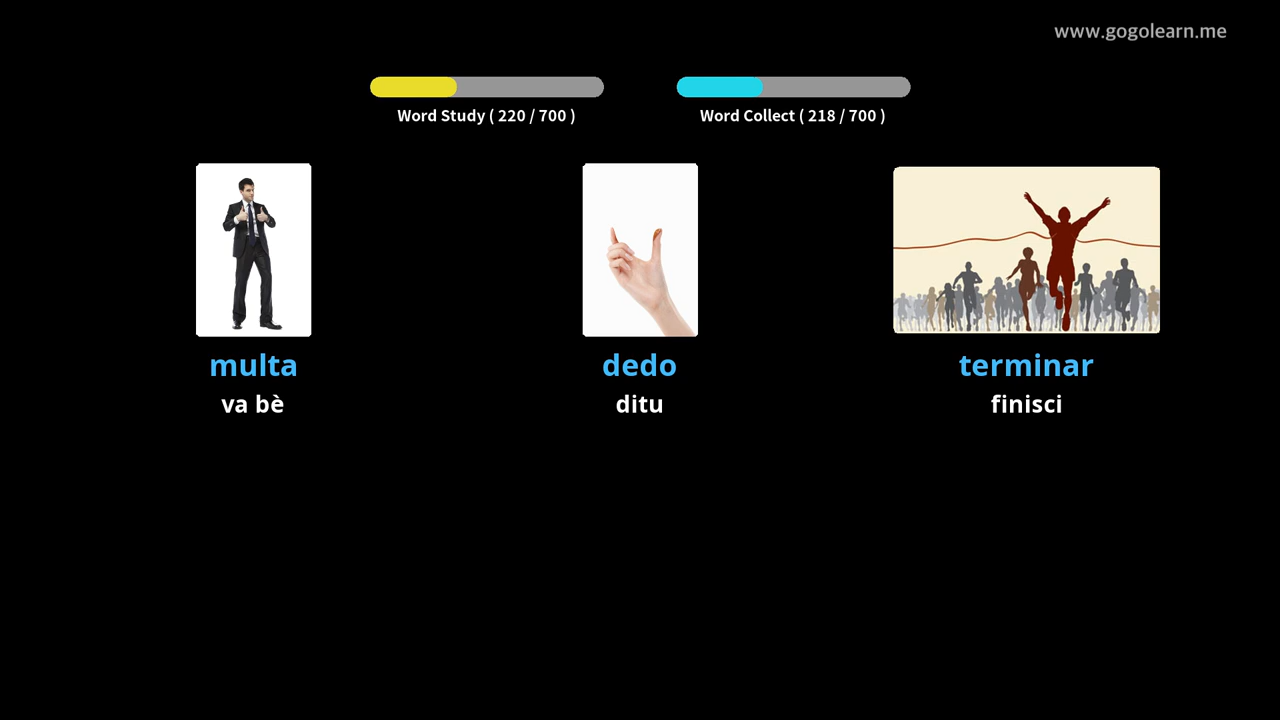 www.gogolearn.me
Word Study ( 220 / 700 )
Word Collect ( 218 / 700 )
multa
dedo
terminar
va bè
ditu
finisci